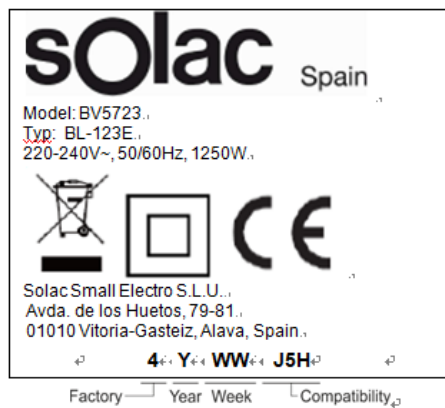 solac Spain
Model: BV5723
Typ: BL-123E
220-240V~, 50/60Hz, 1250W
CE
Solac Small Electro S.L.U.
Avda. de los Huetos, 79-81
01010 Vitoria-Gasteiz, Alava, Spain
4 Y WW J5H
Factory Year Week Compatibility